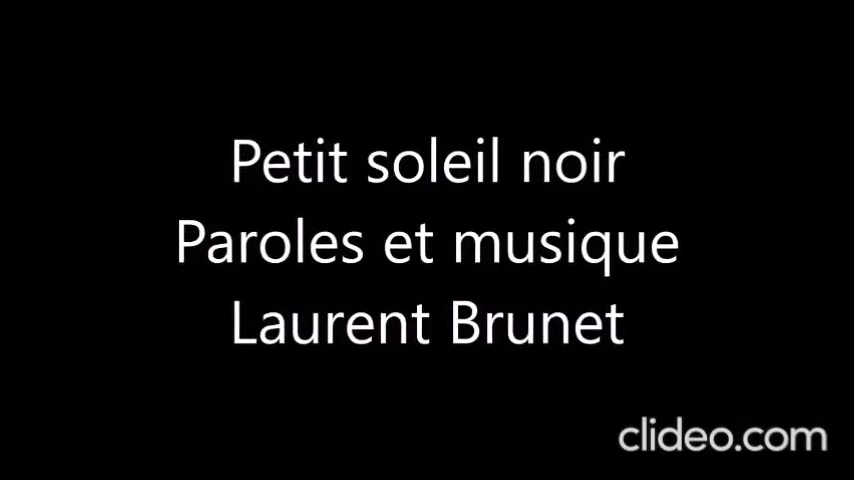 Petit soleil noir
Paroles et musique
Laurent Brunet
clideo.com